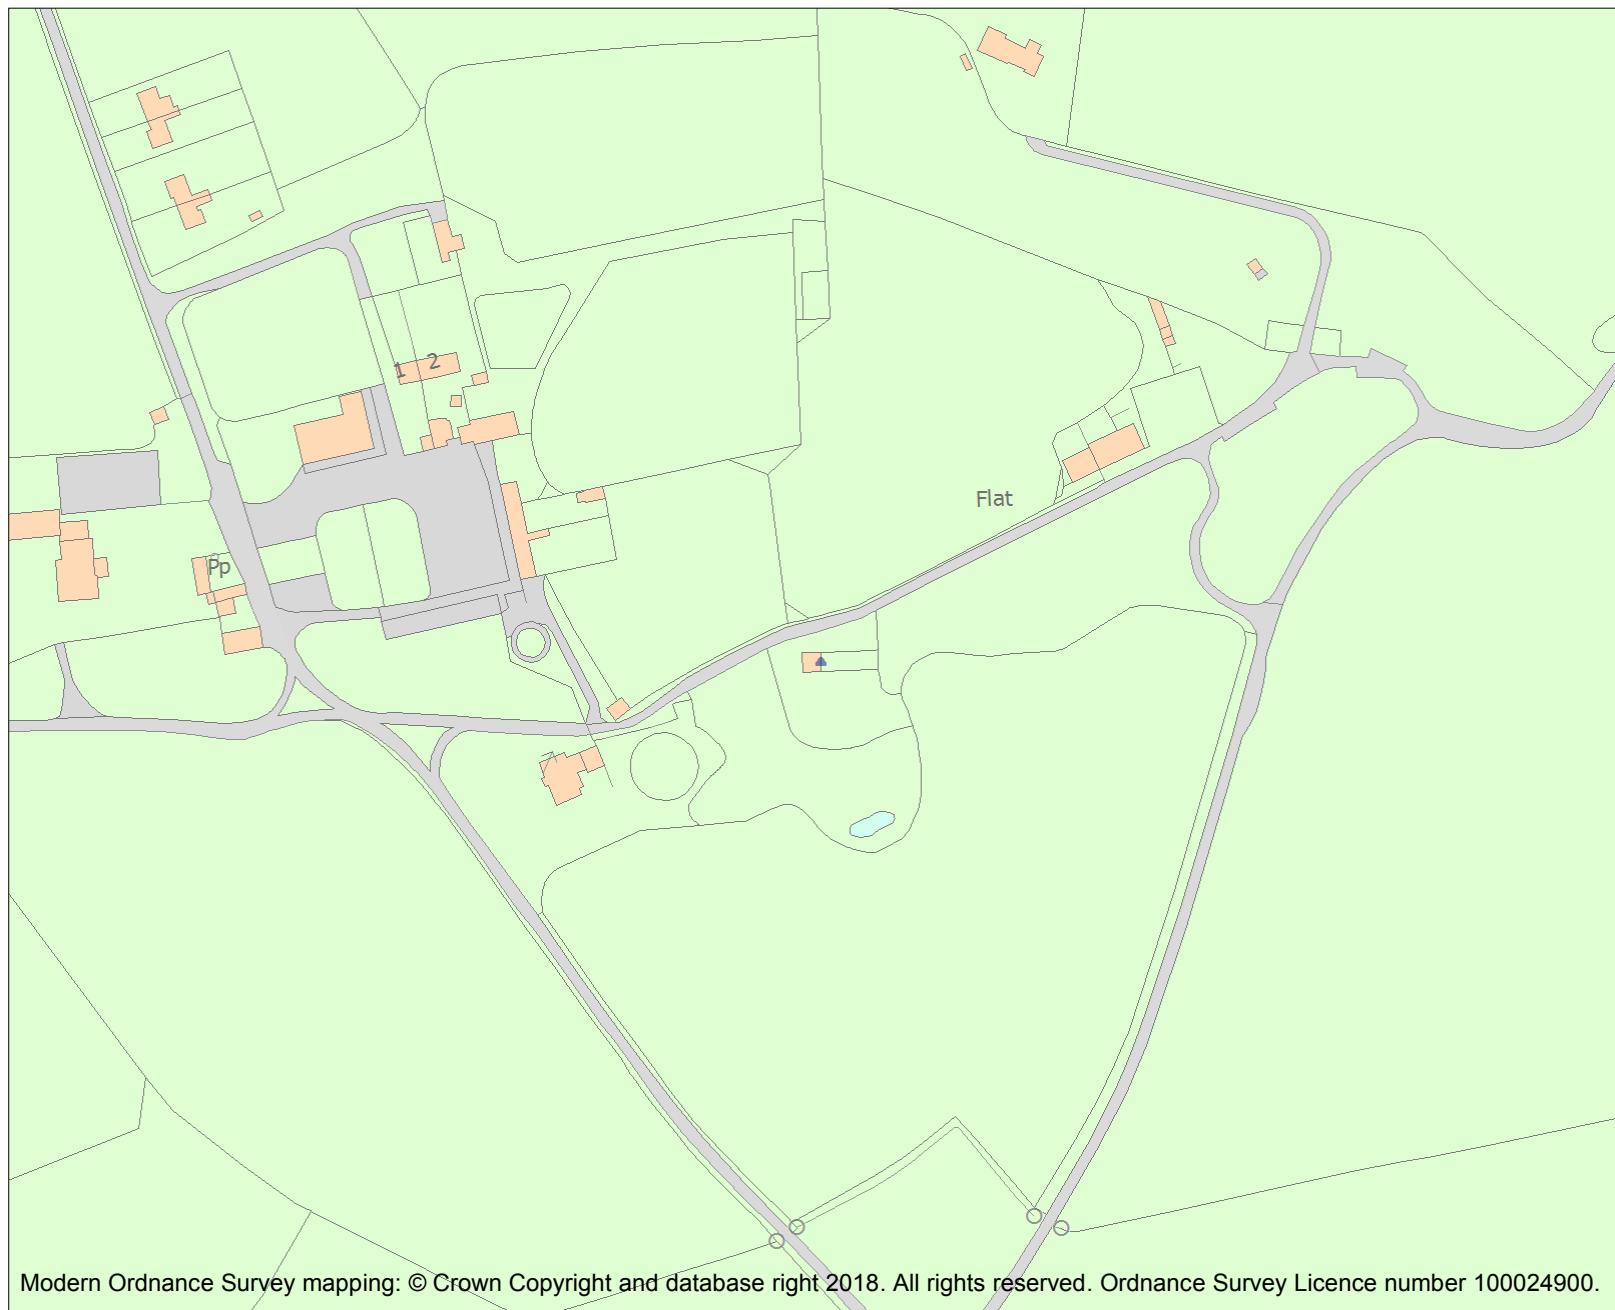 1 2
Flat
Pp
Modern Ordnance Survey mapping: © Crown Copyright and database right 2018. All rights reserved. Ordnance Survey Licence number 100024900.